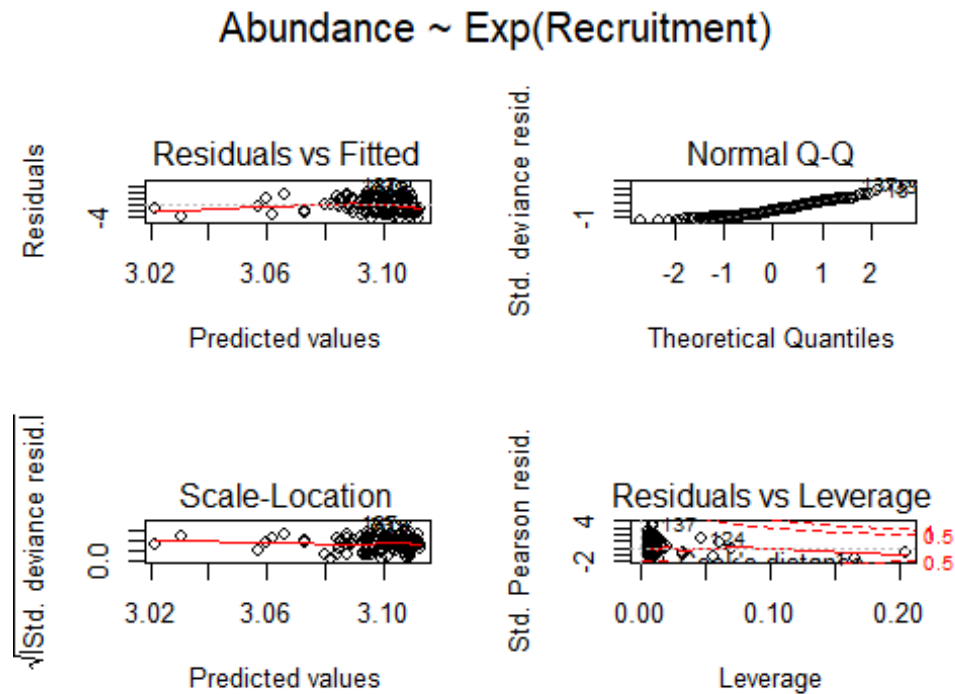 Abundance ~ Exp(Recruitment)
Residuals vs Fitted
Residuals
-4
137
3.02 3.06 3.10
Predicted values
Normal Q-Q
Std. deviance resid.
-1
-2 -1 0 1 2
Theoretical Quantiles
Scale-Location
√|Std. deviance resid.|
0.0
3.02 3.06 3.10
Predicted values
Residuals vs Leverage
Std. Pearson resid.
4
-2
137
124
0.5
0.5
0.00 0.10 0.20
Leverage